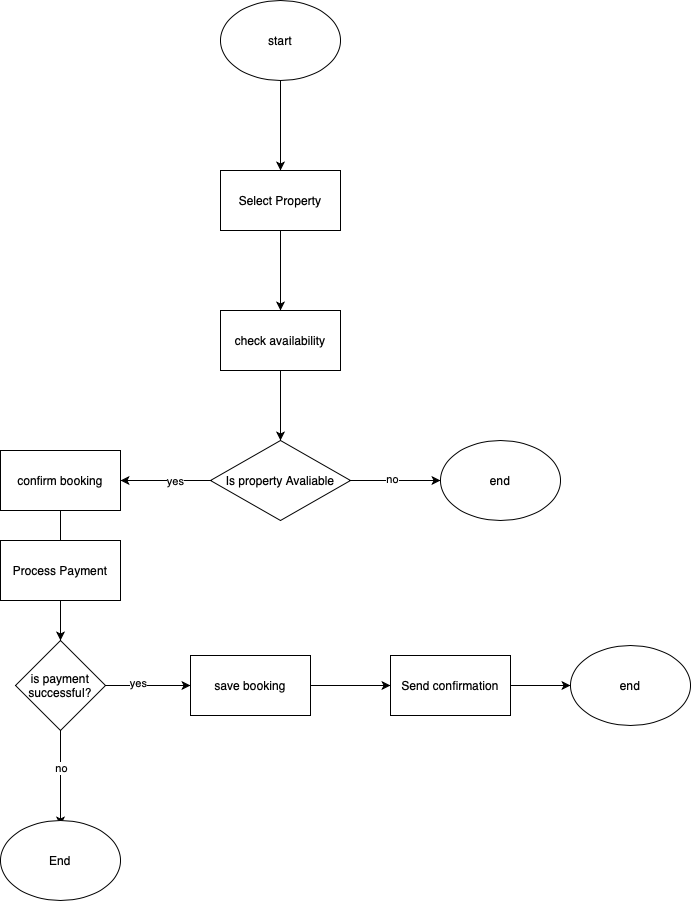 start
Select Property
check availability
Is property Avaliable
yes
no
confirm booking
end
Process Payment
is payment
successful?
yes
save booking
Send confirmation
end
no
End